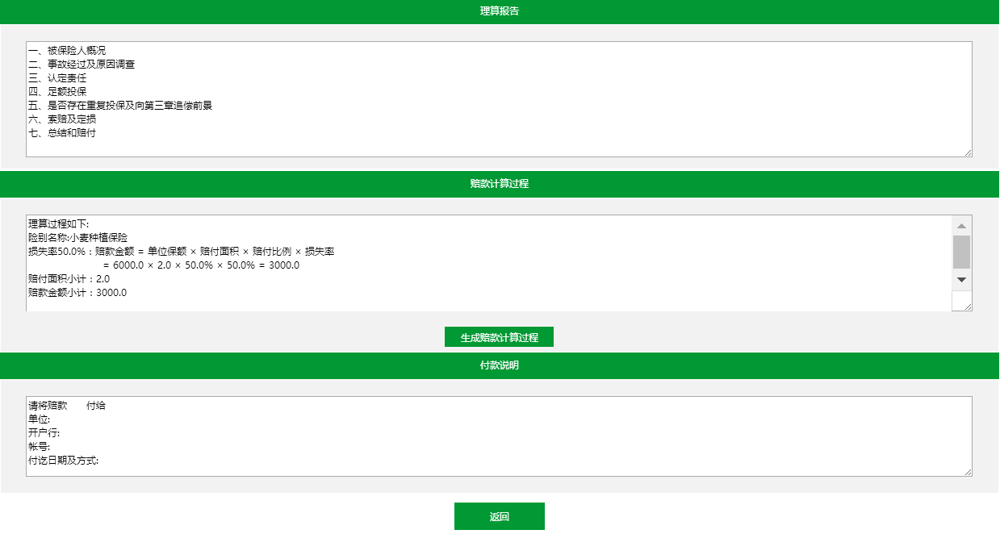 理算报告
一、被保险人概况
二、事故经过及原因调查
三、认定责任
四、足额投保
五、是否存在重复投保及向第三章追偿前景
六、索赔及定损
七、总结和赔付
赔款计算过程
理算过程如下:
险别名称:小麦种植保险
损失率50.0%：赔款金额 = 单位保额 × 赔付面积 × 赔付比例 × 损失率
= 6000.0 × 2.0 × 50.0% × 50.0% = 3000.0
赔付面积小计：2.0
赔款金额小计：3000.0
生成赔款计算过程
付款说明
请将赔款　　付给
单位:
开户行:
帐号:
付讫日期及方式:
返回